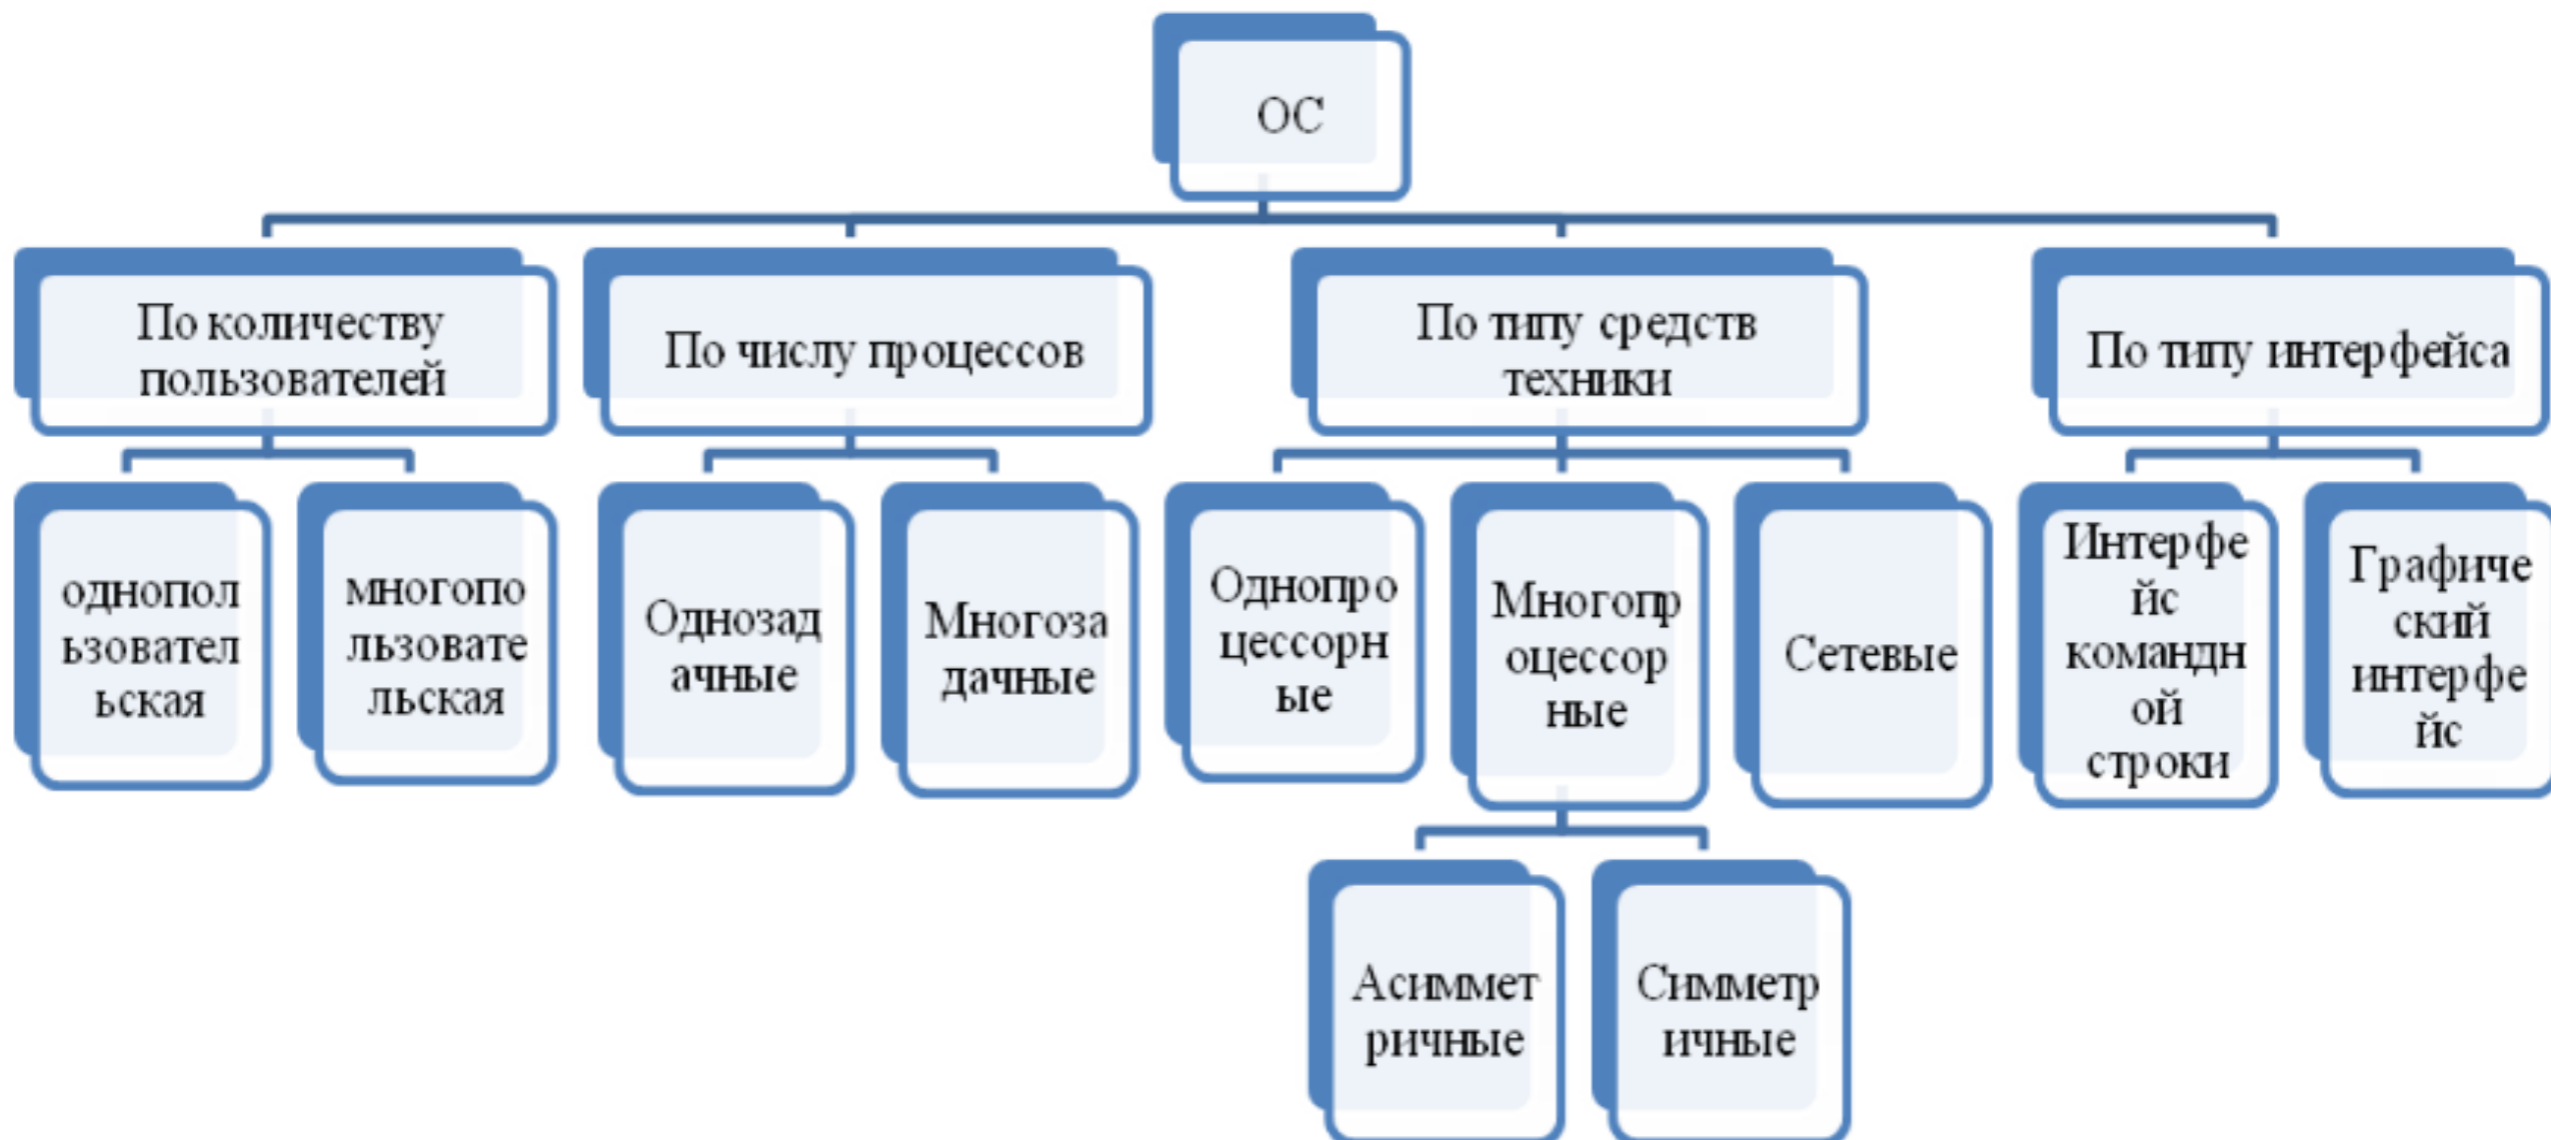 ОС
По количеству
пользователей
По числу процессов
По типу средств
техники
По типу интерфейса
однопол
ьзовател
ьская
многопо
льзовате
льская
Однозад
ачные
Многоза
дачные
Однопро
цессорн
ые
Многопр
оцессор
ные
Сетевые
Интерфе
йс
командн
ой
строки
Графиче
ский
интерфе
йс
Асиммет
ричные
Симметр
ичные